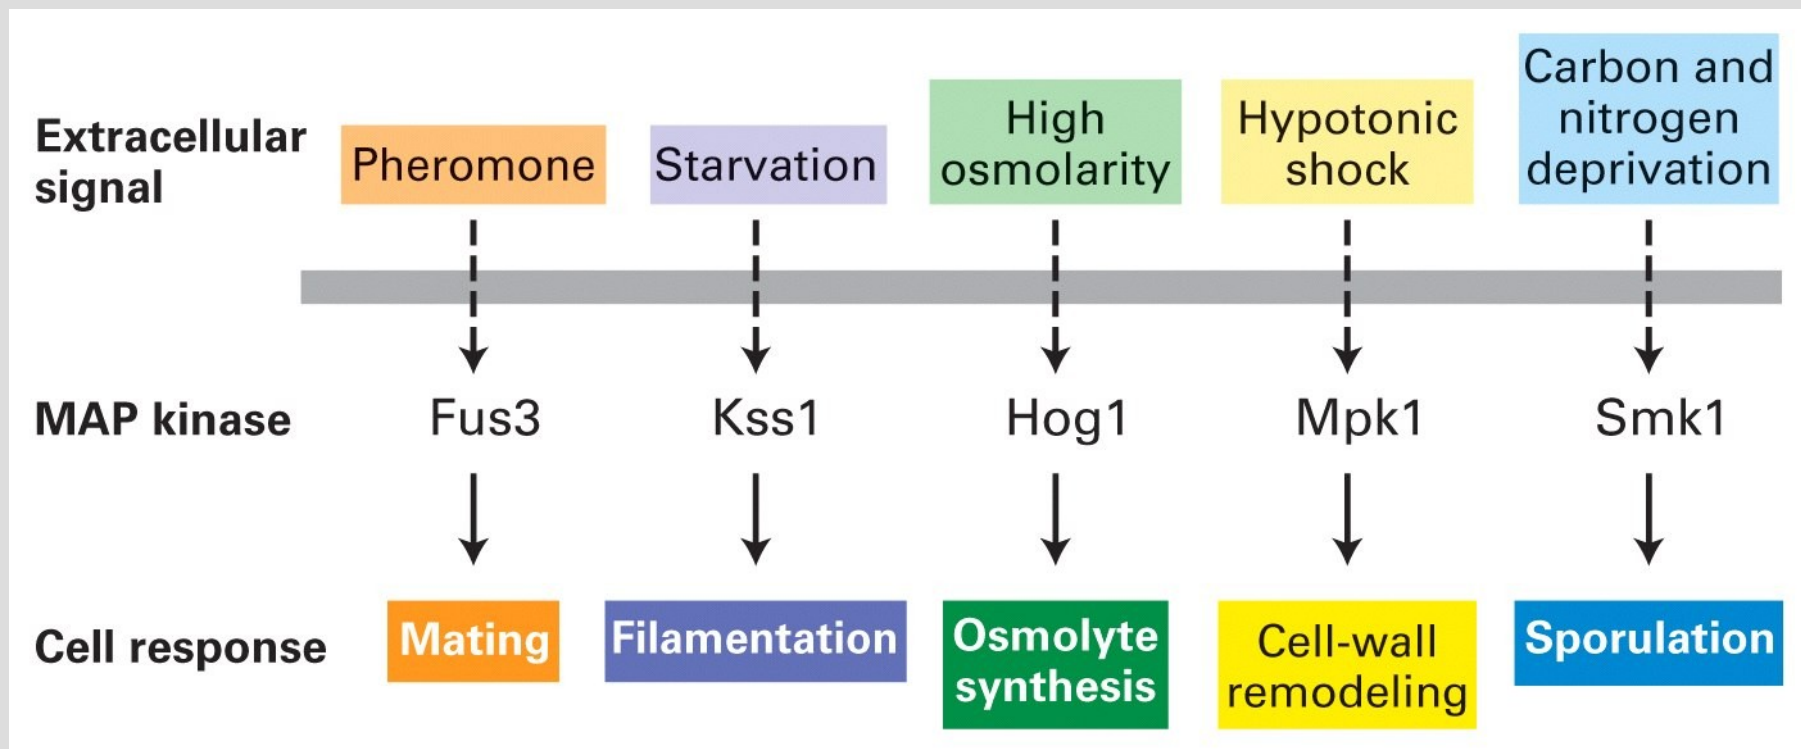 Extracellular
signal
Pheromone
Starvation
High
osmolarity
Hypotonic
shock
Carbon and
nitrogen
deprivation
MAP kinase
Fus3
Kss1
Hog1
Mpk1
Smk1
Cell response
Mating
Filamentation
Osmolyte
synthesis
Cell-wall
remodeling
Sporulation